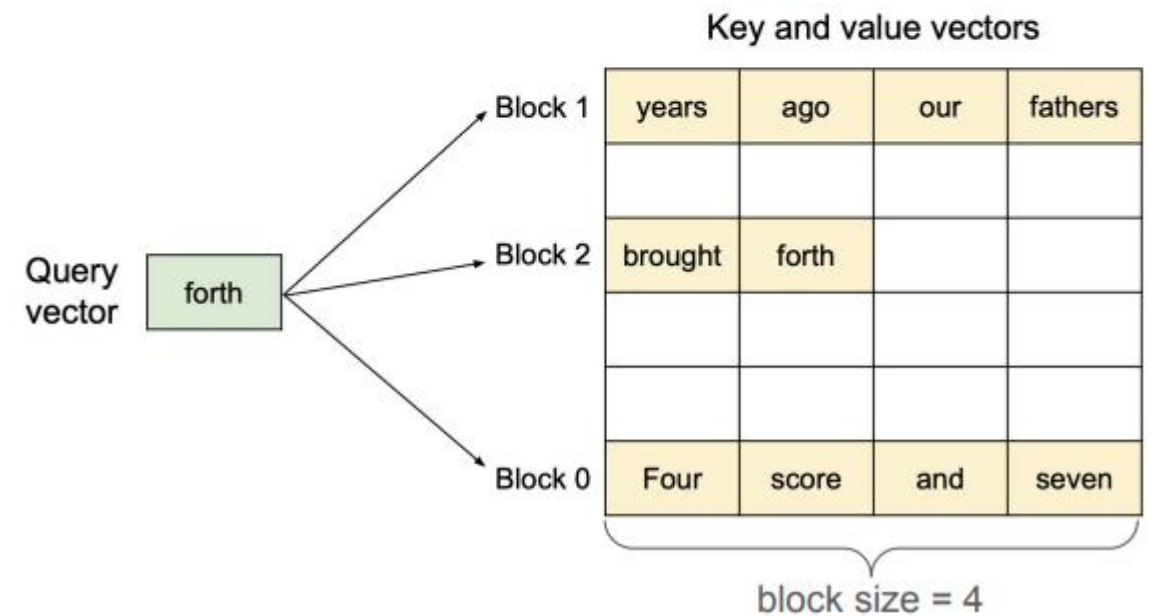 Key and value vectors
Block 1 years ago our fathers
Query
vector
forth
Block 2 brought forth
Block 0 Four score and seven
block size = 4